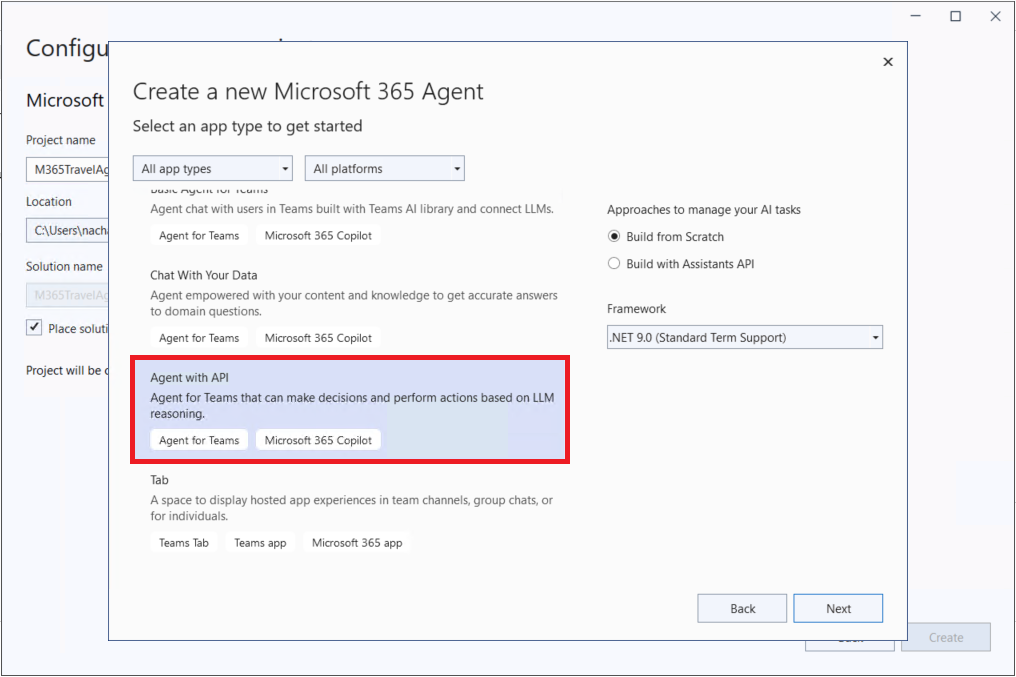 Configu
Microsoft
Project name
M365TravelAg
Location
C:\Users\nacha
Solution name
M365TravelAg
Place soluti
Project will be c
Create a new Microsoft 365 Agent
Select an app type to get started
All app types
All platforms
Basic Agent for Teams
Agent chat with users in Teams built with Teams AI library and connect LLMs.
Agent for Teams
Microsoft 365 Copilot
Chat With Your Data
Agent empowered with your content and knowledge to get accurate answers
to domain questions.
Agent for Teams
Microsoft 365 Copilot
Agent with API
Agent for Teams that can make decisions and perform actions based on LLM
reasoning.
Agent for Teams
Microsoft 365 Copilot
Tab
A space to display hosted app experiences in team channels, group chats, or
for individuals.
Teams Tab
Teams app
Microsoft 365 app
Approaches to manage your AI tasks
Build from Scratch
Build with Assistants API
Framework
.NET 9.0 (Standard Term Support)
Back
Next
Create